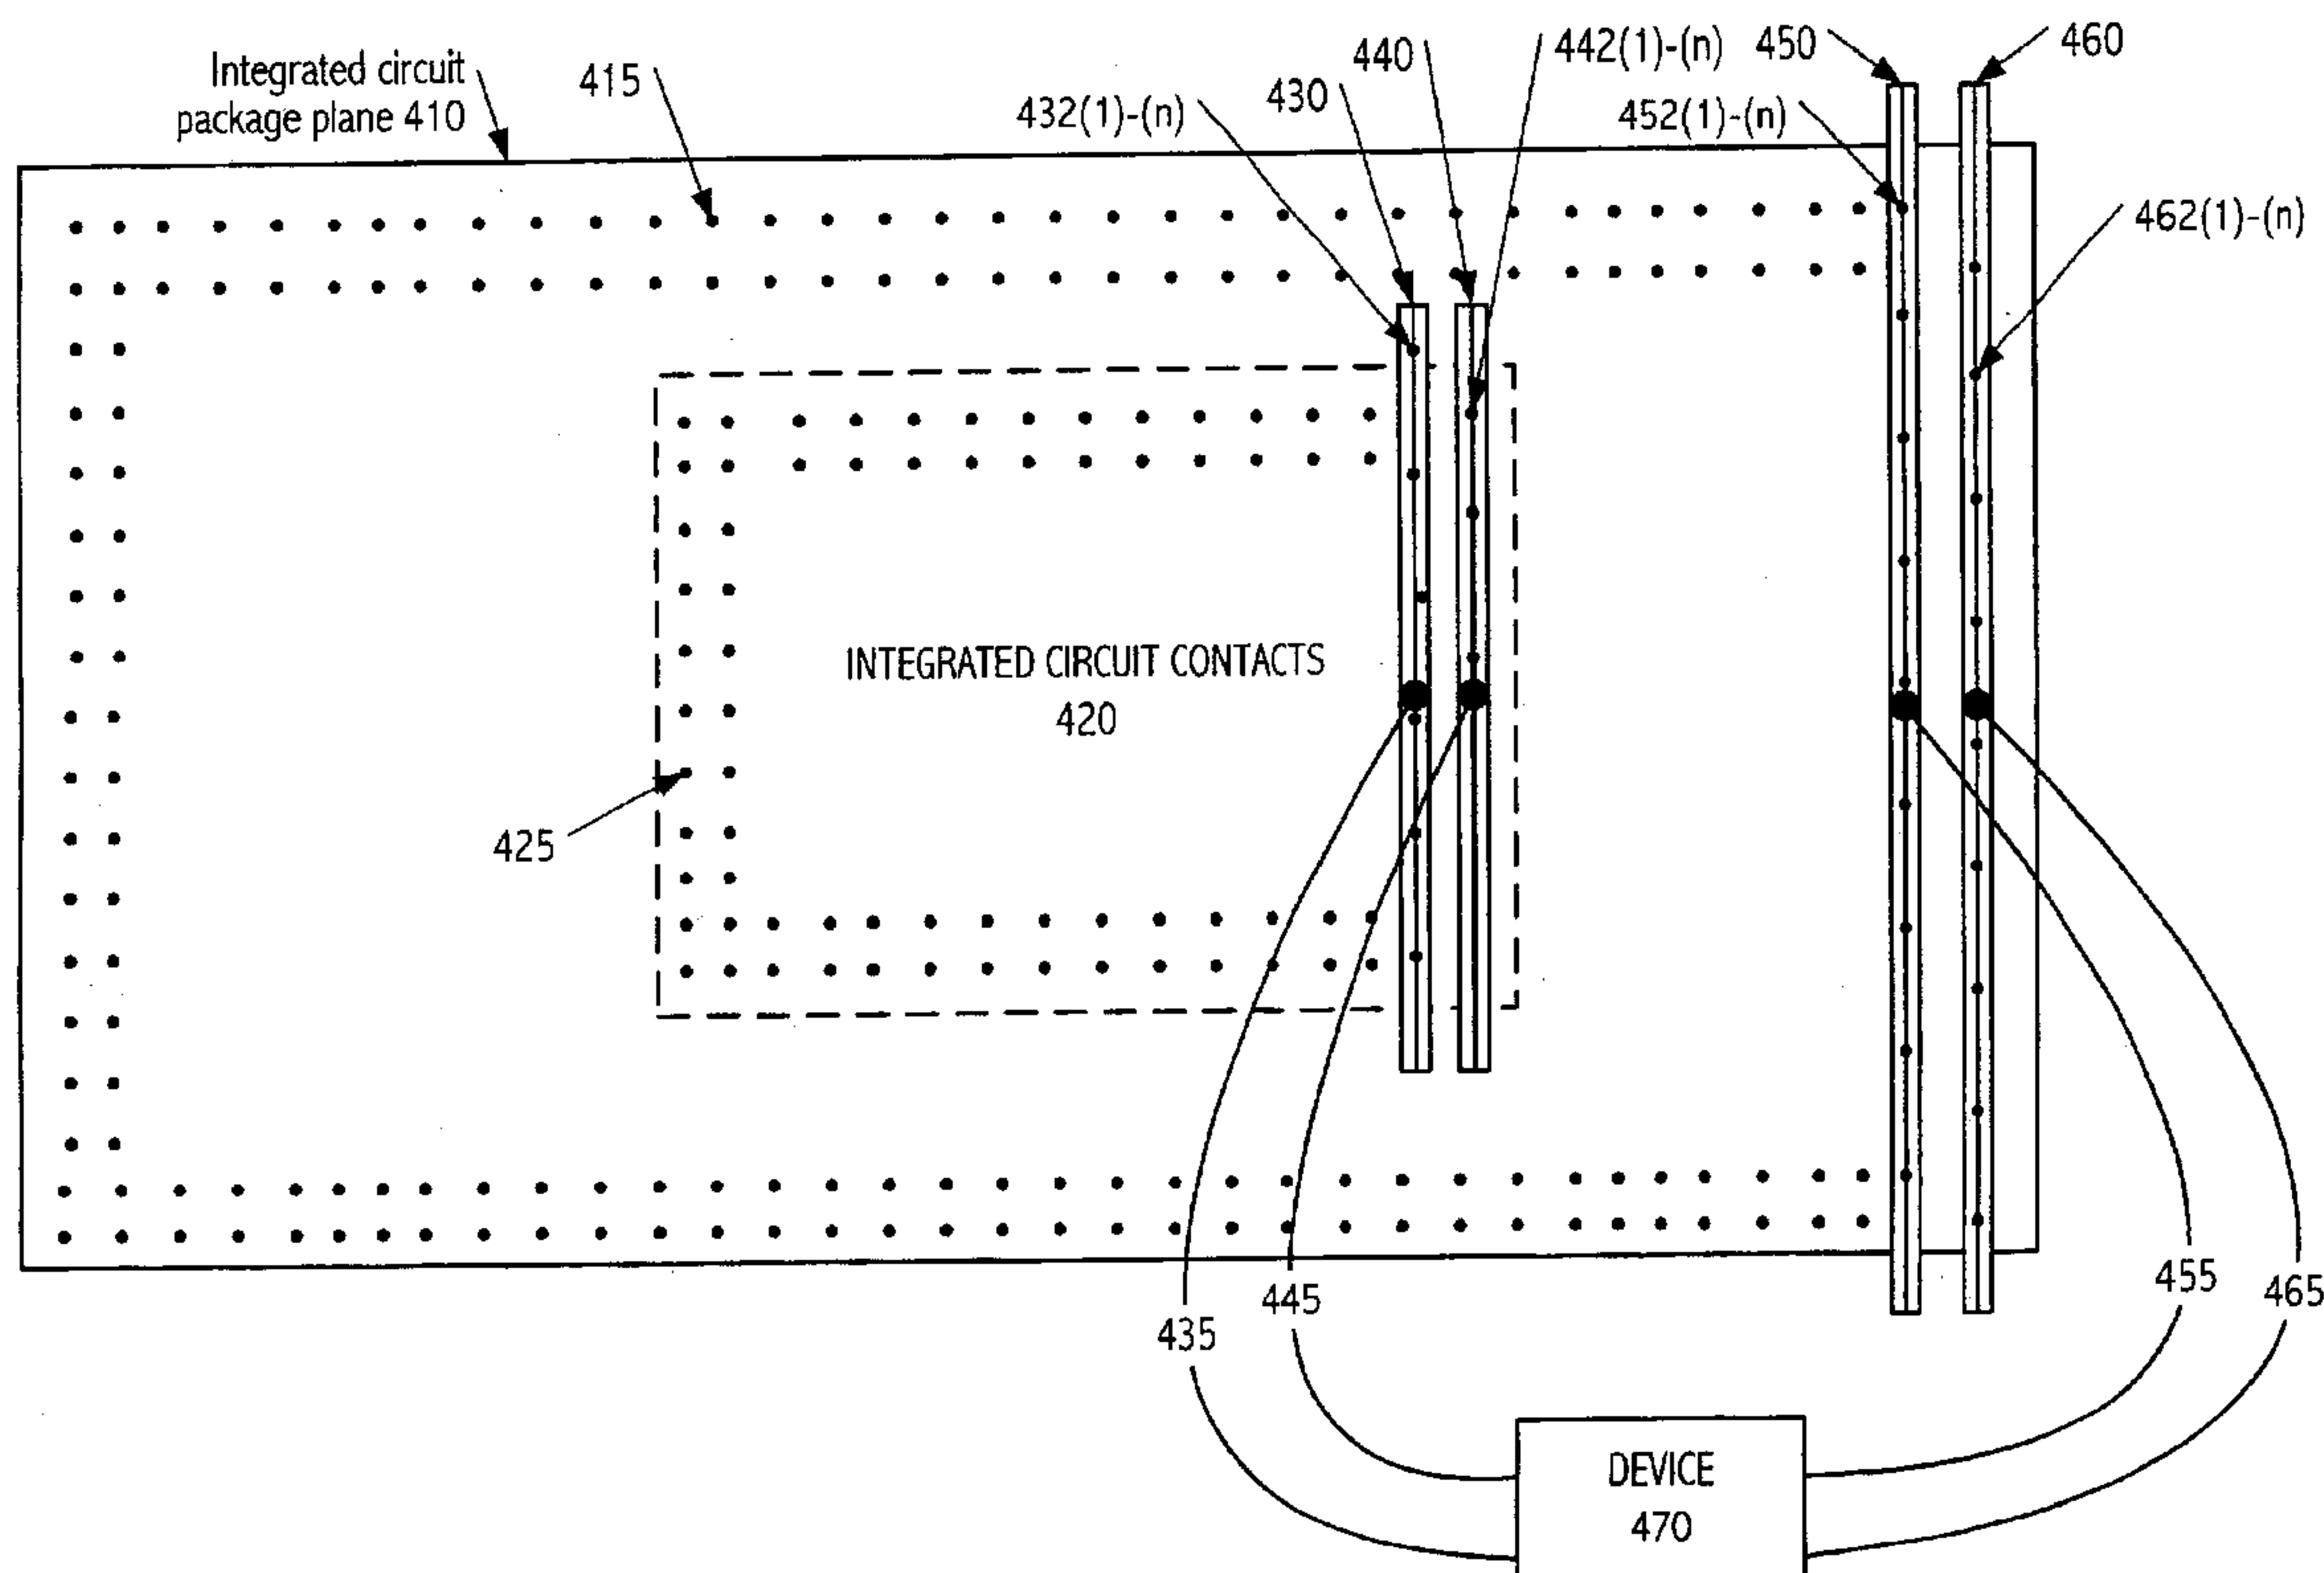 Integrated circuit
package plane 410
415
432(1)-(n)
430
440
442(1)-(n)
450
452(1)-(n)
460
462(1)-(n)
INTEGRATED CIRCUIT CONTACTS
420
425
435
445
455
465
DEVICE
470